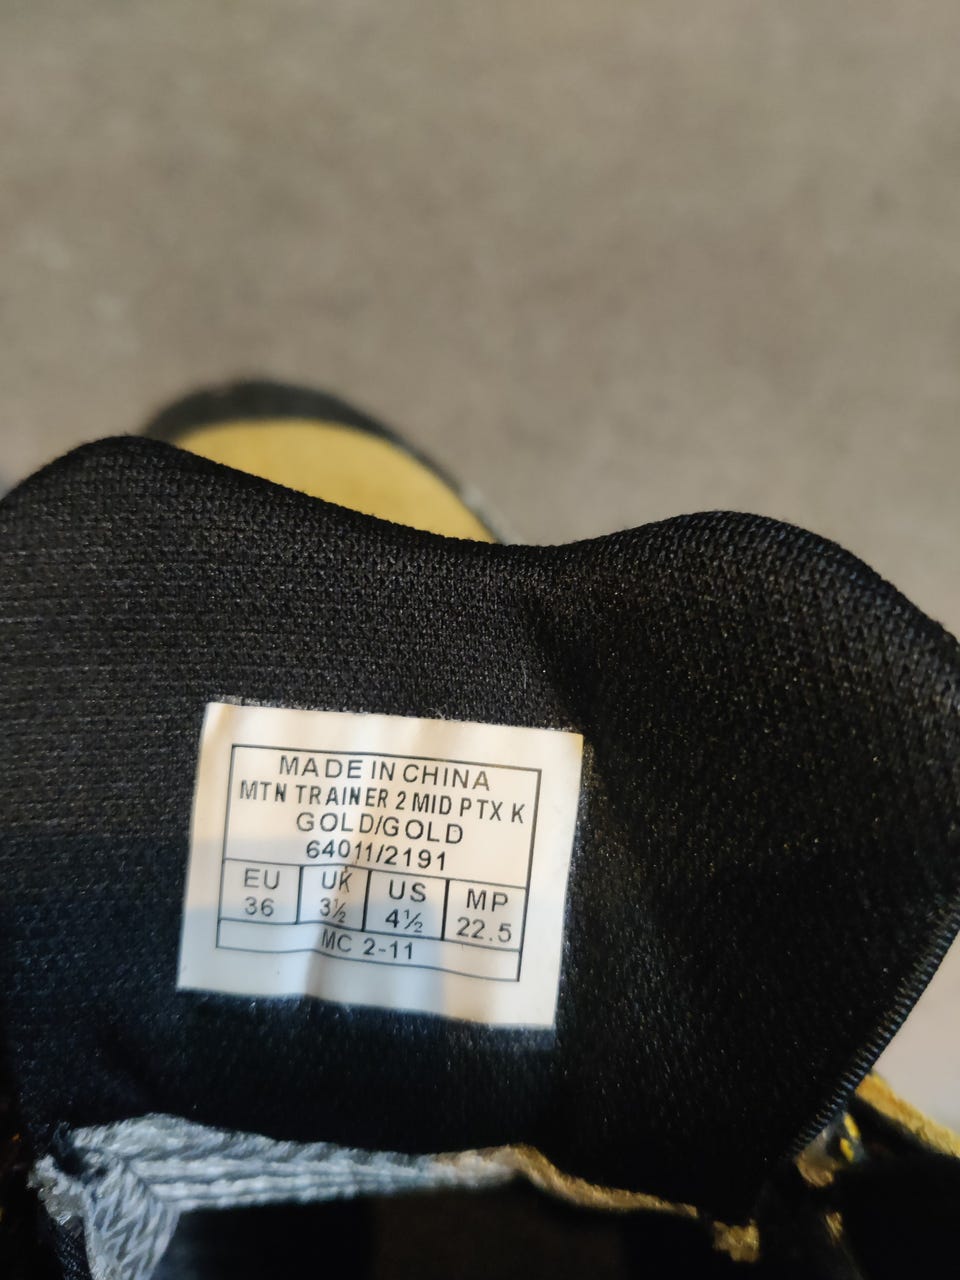 MADE IN CHINA
MTN TRAINER 2 MID PTX K
GOLD/GOLD
64011/2191
EU UK US MP
36 3½ 4½ 22.5
MC 2-11